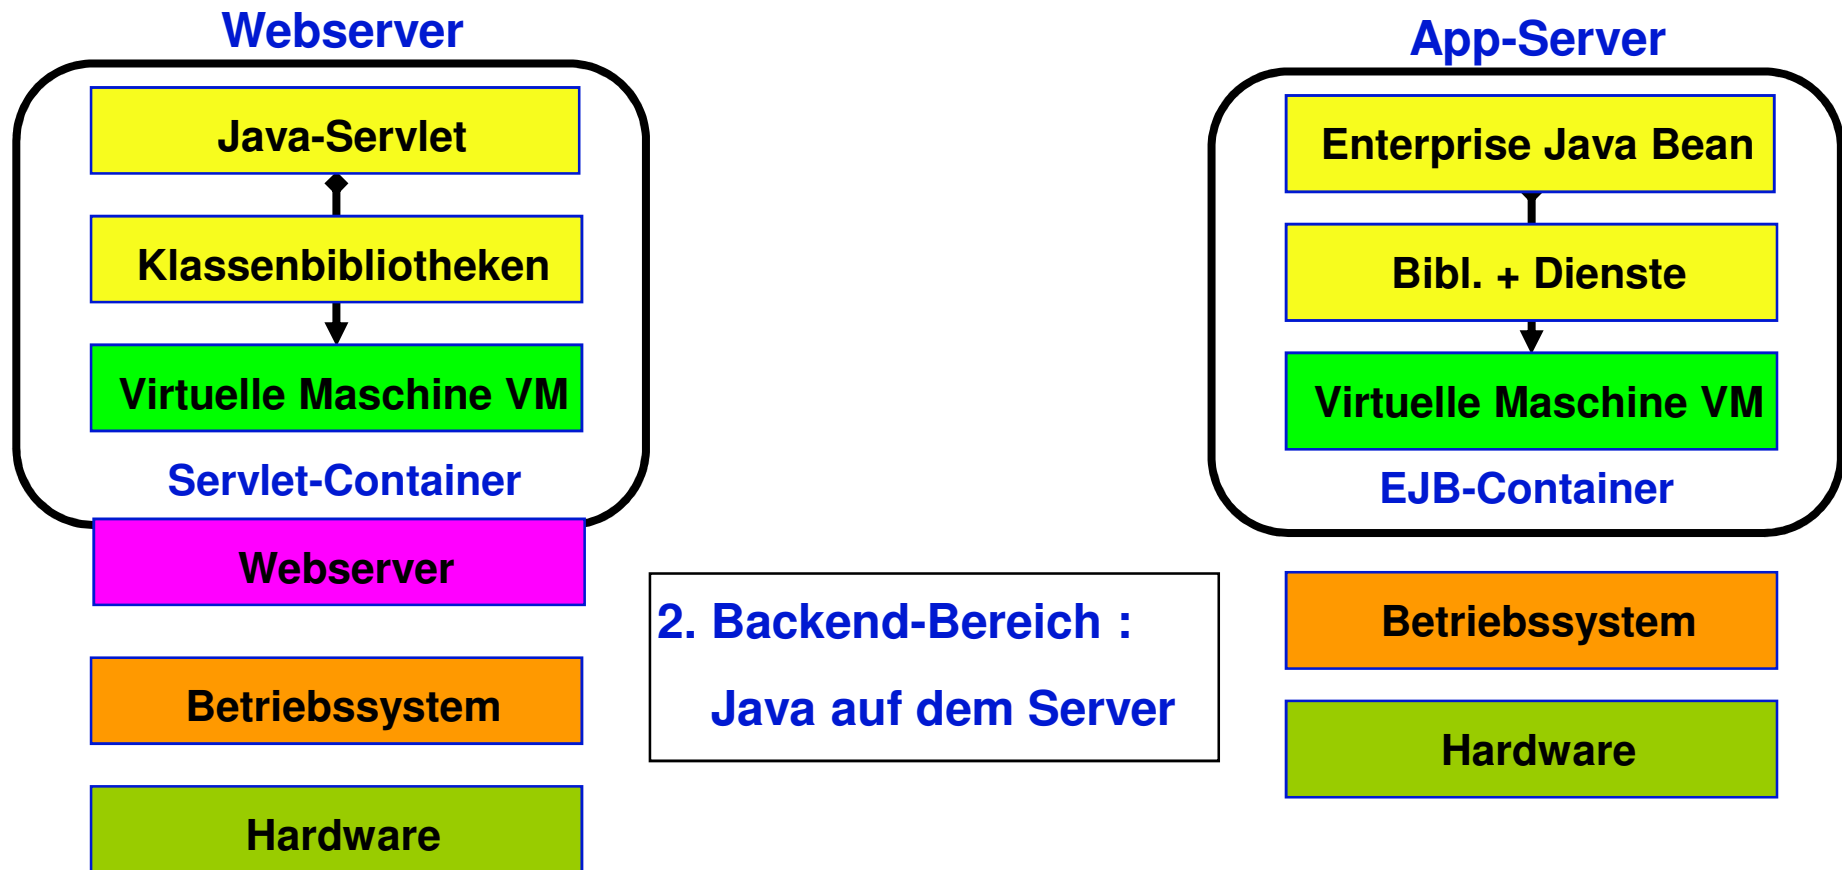 Webserver
Java-Servlet
Klassenbibliotheken
Virtuelle Maschine VM
Servlet-Container
Webserver
Betriebssystem
Hardware
2. Backend-Bereich :
Java auf dem Server
App-Server
Enterprise Java Bean
Bibl. + Dienste
Virtuelle Maschine VM
EJB-Container
Betriebssystem
Hardware